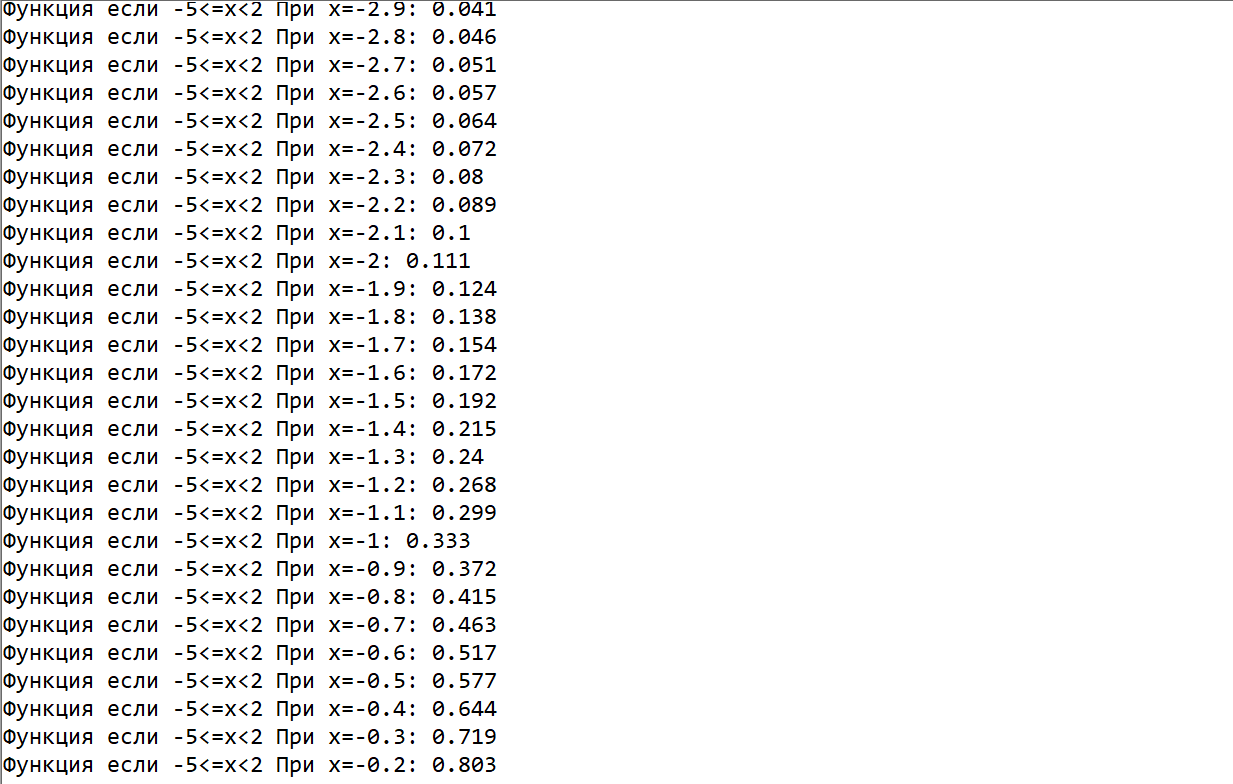 Функция если -5<=x<2 При x=-2.9: 0.041
Функция если -5<=x<2 При x=-2.8: 0.046
Функция если -5<=x<2 При x=-2.7: 0.051
Функция если -5<=x<2 При x=-2.6: 0.057
Функция если -5<=x<2 При x=-2.5: 0.064
Функция если -5<=x<2 При x=-2.4: 0.072
Функция если -5<=x<2 При x=-2.3: 0.08
Функция если -5<=x<2 При x=-2.2: 0.089
Функция если -5<=x<2 При x=-2.1: 0.1
Функция если -5<=x<2 При x=-2: 0.111
Функция если -5<=x<2 При x=-1.9: 0.124
Функция если -5<=x<2 При x=-1.8: 0.138
Функция если -5<=x<2 При x=-1.7: 0.154
Функция если -5<=x<2 При x=-1.6: 0.172
Функция если -5<=x<2 При x=-1.5: 0.192
Функция если -5<=x<2 При x=-1.4: 0.215
Функция если -5<=x<2 При x=-1.3: 0.24
Функция если -5<=x<2 При x=-1.2: 0.268
Функция если -5<=x<2 При x=-1.1: 0.299
Функция если -5<=x<2 При x=-1: 0.333
Функция если -5<=x<2 При x=-0.9: 0.372
Функция если -5<=x<2 При x=-0.8: 0.415
Функция если -5<=x<2 При x=-0.7: 0.463
Функция если -5<=x<2 При x=-0.6: 0.517
Функция если -5<=x<2 При x=-0.5: 0.577
Функция если -5<=x<2 При x=-0.4: 0.644
Функция если -5<=x<2 При x=-0.3: 0.719
Функция если -5<=x<2 При x=-0.2: 0.803